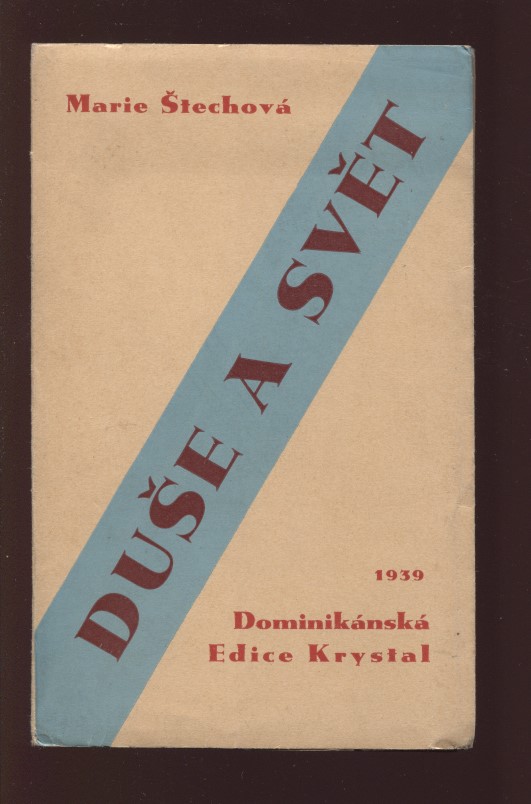 Marie Štechová
DUŠE A SVĚT
1939
Dominikánská
Edice Krystal